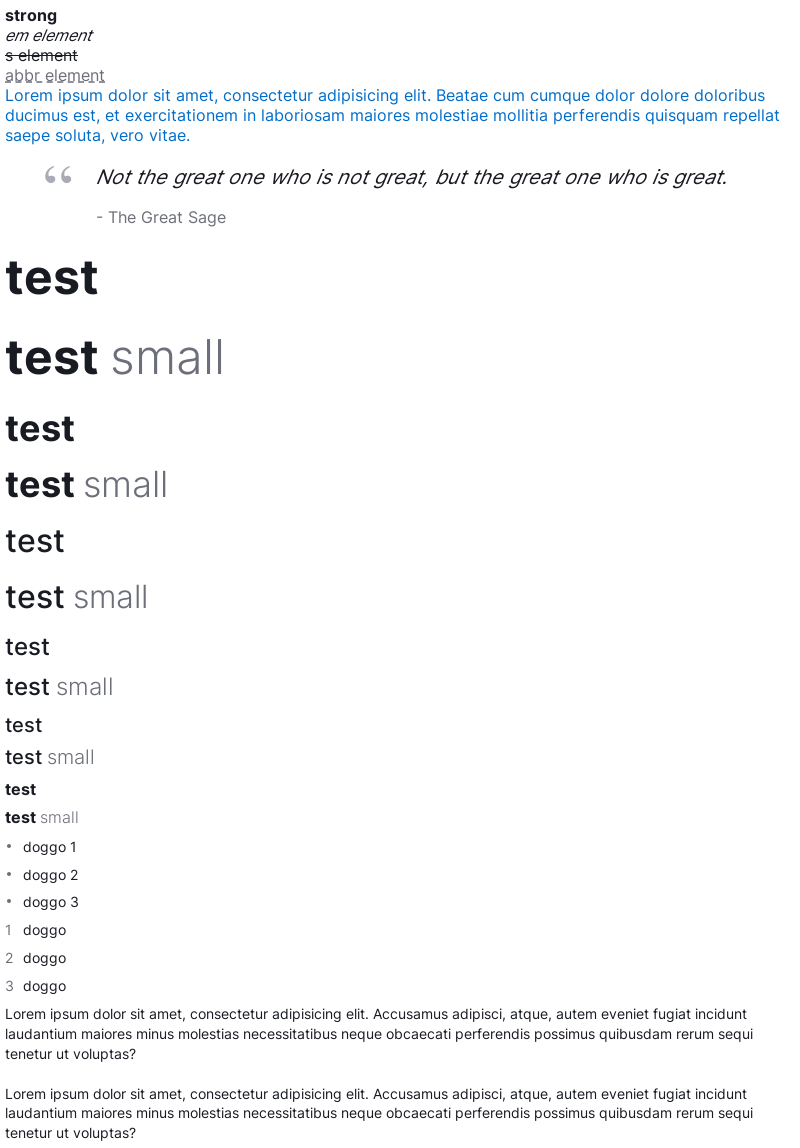 strong
em element
s element
abbr element
Lorem ipsum dolor sit amet, consectetur adipisicing elit. Beatae cum cumque dolor dolore doloribus
ducimus est, et exercitationem in laboriosam maiores molestiae mollitia perferendis quisquam repellat
saepe soluta, vero vitae.
“ Not the great one who is not great, but the great one who is great.
- The Great Sage
test
test small
test
test small
test
test small
test
test small
test
test small
test
test small
• doggo 1
• doggo 2
• doggo 3
1 doggo
2 doggo
3 doggo
Lorem ipsum dolor sit amet, consectetur adipisicing elit. Accusamus adipisci, atque, autem eveniet fugiat incidunt
laudantium maiores minus molestias necessitatibus neque obcaecati perferendis possimus quibusdam rerum sequi
tenetur ut voluptas?
Lorem ipsum dolor sit amet, consectetur adipisicing elit. Accusamus adipisci, atque, autem eveniet fugiat incidunt
laudantium maiores minus molestias necessitatibus neque obcaecati perferendis possimus quibusdam rerum sequi
tenetur ut voluptas?